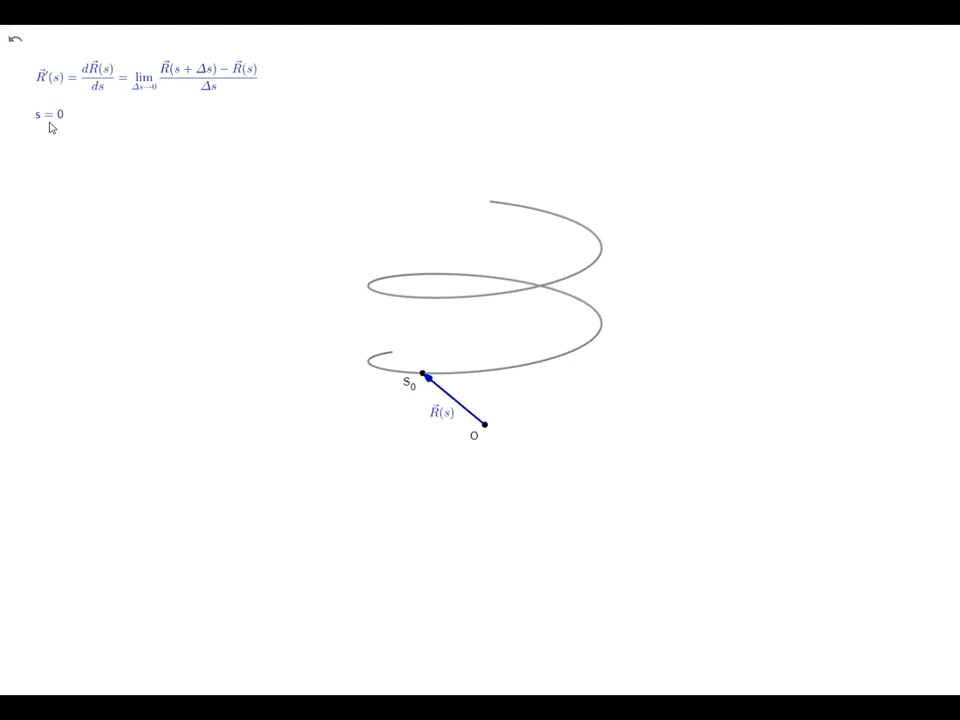 R⃗′(s) = dR⃗(s)/ds = lim_{Δs→0} (R⃗(s + Δs) − R⃗(s))/Δs
s = 0
S₀
R⃗(s)
O